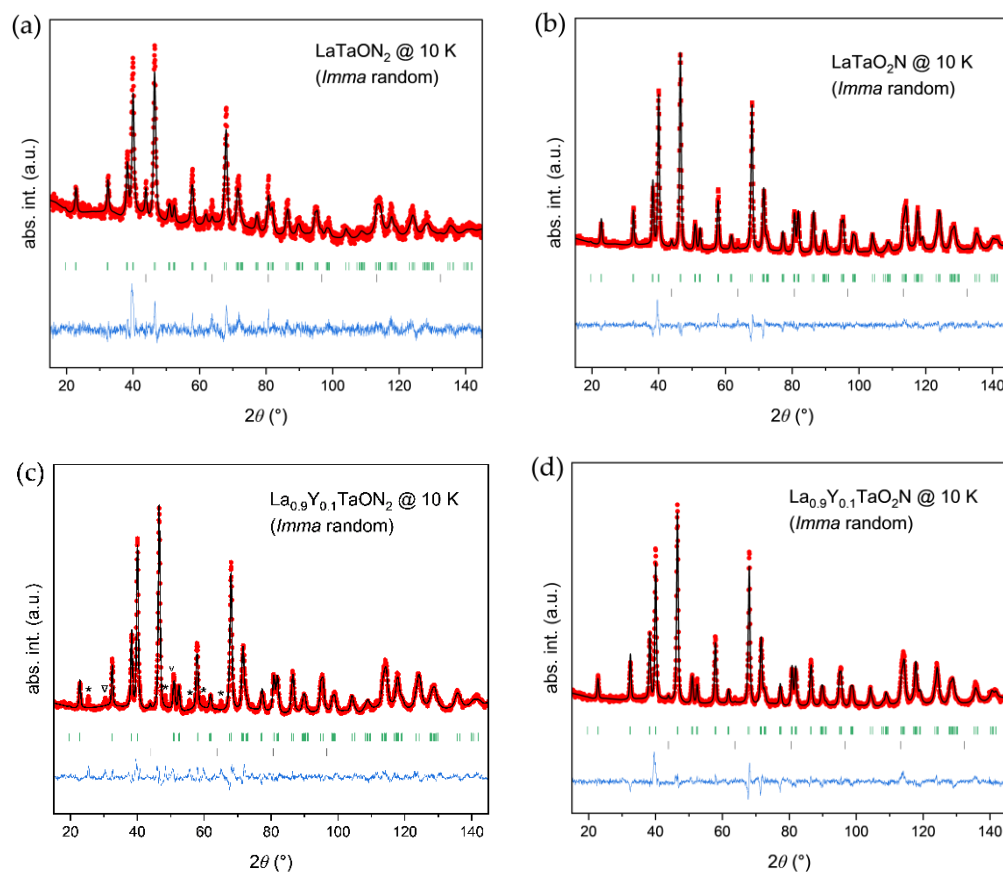 (a)
LaTaON₂ @ 10 K
(Imma random)
abs. int. (a.u.)
20 40 60 80 100 120 140
2θ (°)
(b)
LaTaO₂N @ 10 K
(Imma random)
abs. int. (a.u.)
20 40 60 80 100 120 140
2θ (°)
(c)
La₀.₉Y₀.₁TaON₂ @ 10 K
(Imma random)
abs. int. (a.u.)
* ∇ * ∇ * * *
20 40 60 80 100 120 140
2θ (°)
(d)
La₀.₉Y₀.₁TaO₂N @ 10 K
(Imma random)
abs. int. (a.u.)
20 40 60 80 100 120 140
2θ (°)